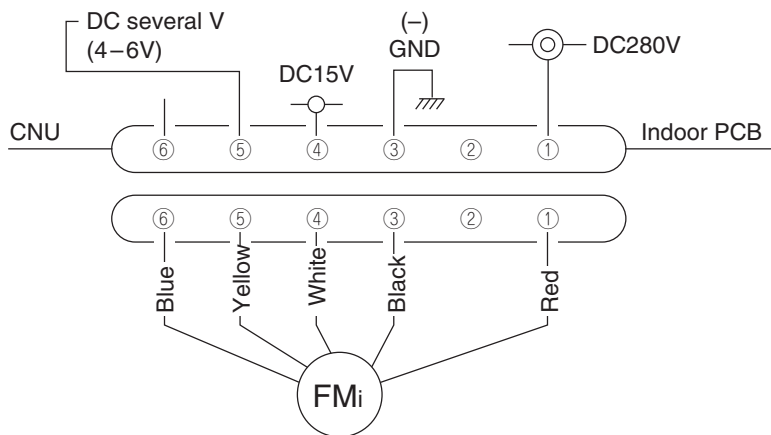 DC several V
(4–6V)
(–)
GND
DC280V
DC15V
CNU
Indoor PCB
⑥ ⑤ ④ ③ ② ①
⑥ ⑤ ④ ③ ② ①
Blue
Yellow
White
Black
Red
FMi